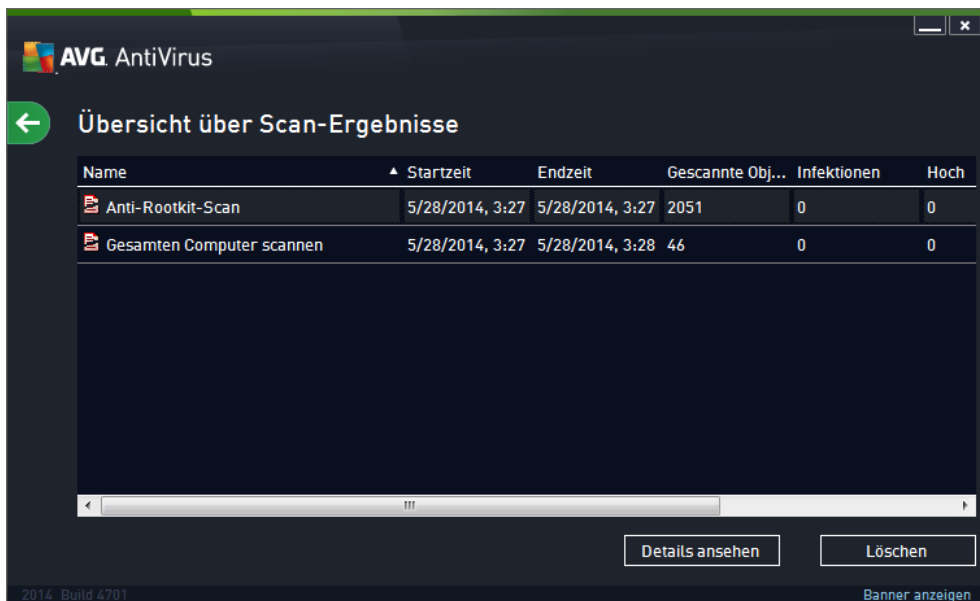 AVG AntiVirus
Übersicht über Scan-Ergebnisse
Name Startzeit Endzeit Gescannte Obj... Infektionen Hoch
Anti-Rootkit-Scan 5/28/2014, 3:27 5/28/2014, 3:27 2051 0 0
Gesamten Computer scannen 5/28/2014, 3:27 5/28/2014, 3:28 46 0 0
Details ansehen Löschen
2014 Build 4701 Banner anzeigen